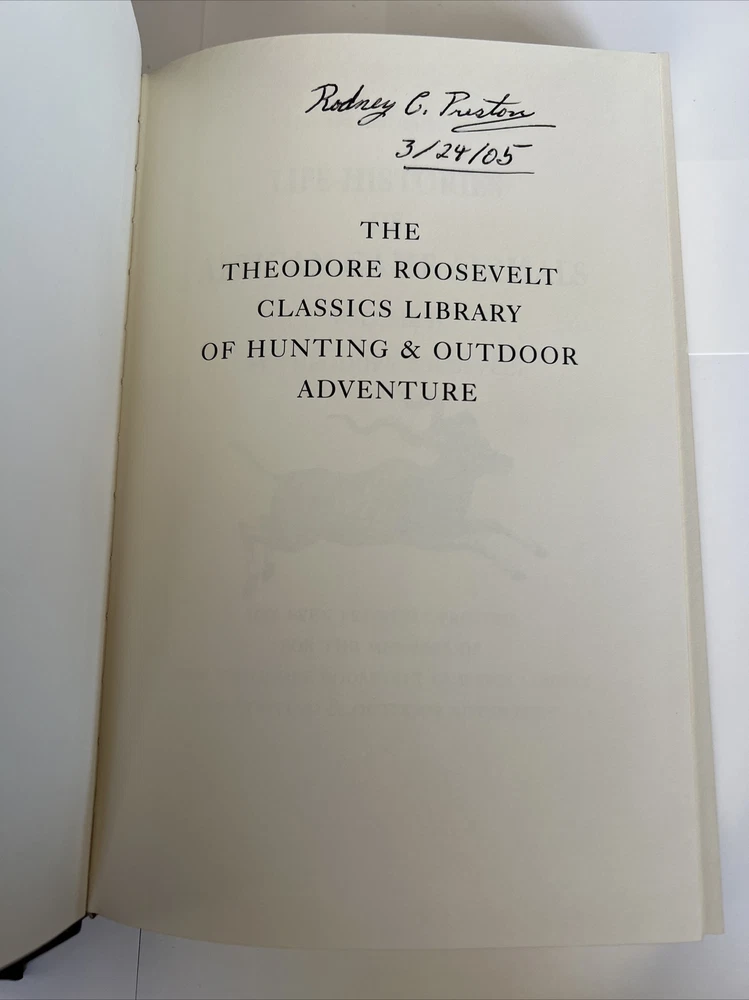 Rodney C. Preston
3/24/05
THE
THEODORE ROOSEVELT
CLASSICS LIBRARY
OF HUNTING & OUTDOOR
ADVENTURE